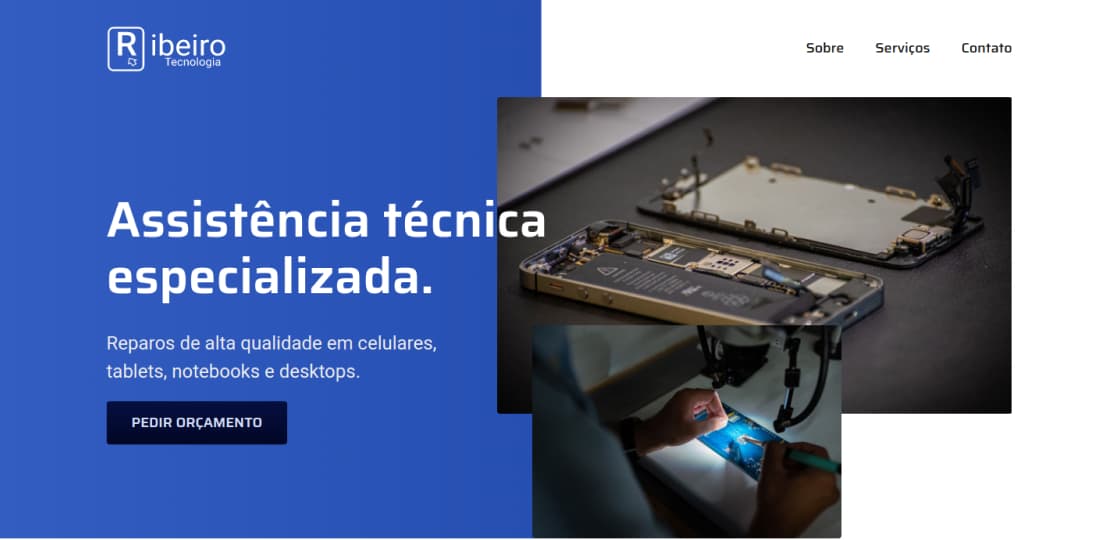 Ribeiro
Tecnologia
Sobre Serviços Contato
Assistência técnica
especializada.
Reparos de alta qualidade em celulares,
tablets, notebooks e desktops.
PEDIR ORÇAMENTO